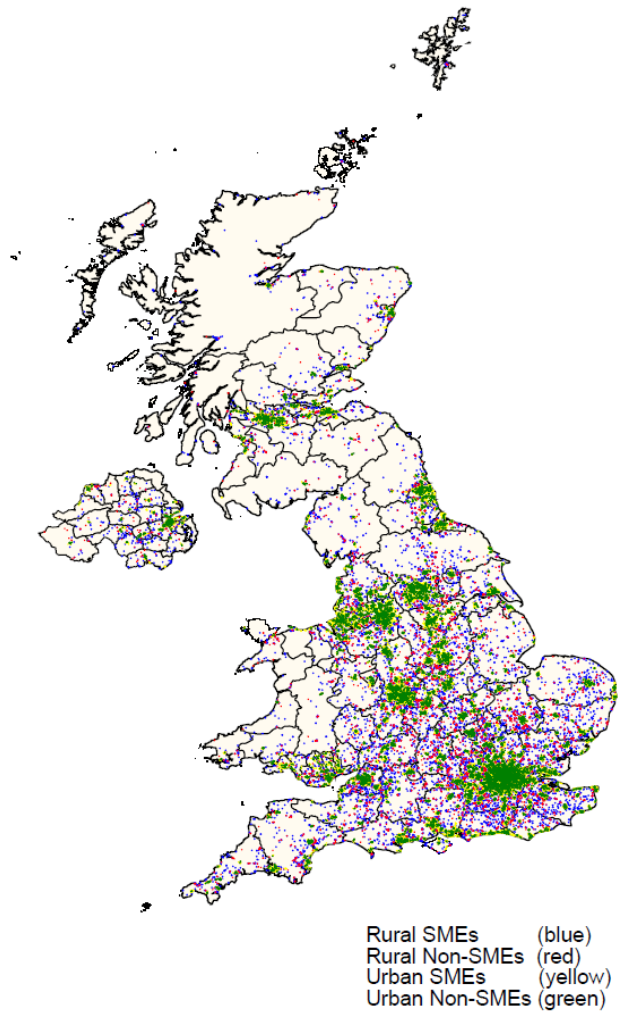 Rural SMEs (blue)
Rural Non-SMEs (red)
Urban SMEs (yellow)
Urban Non-SMEs (green)